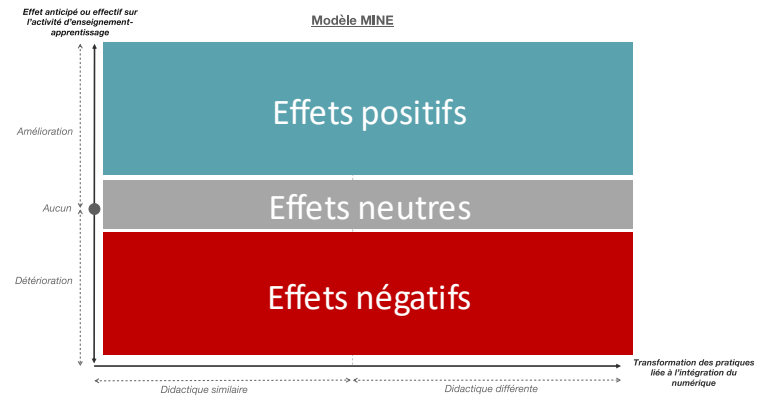 Effet anticipé ou effectif sur
l'activité d'enseignement-
apprentissage
Modèle MINE
Effets positifs
Amélioration
Aucun
Effets neutres
Détérioration
Effets négatifs
Transformation des pratiques
liée à l'intégration du
numérique
Didactique similaire
Didactique différente